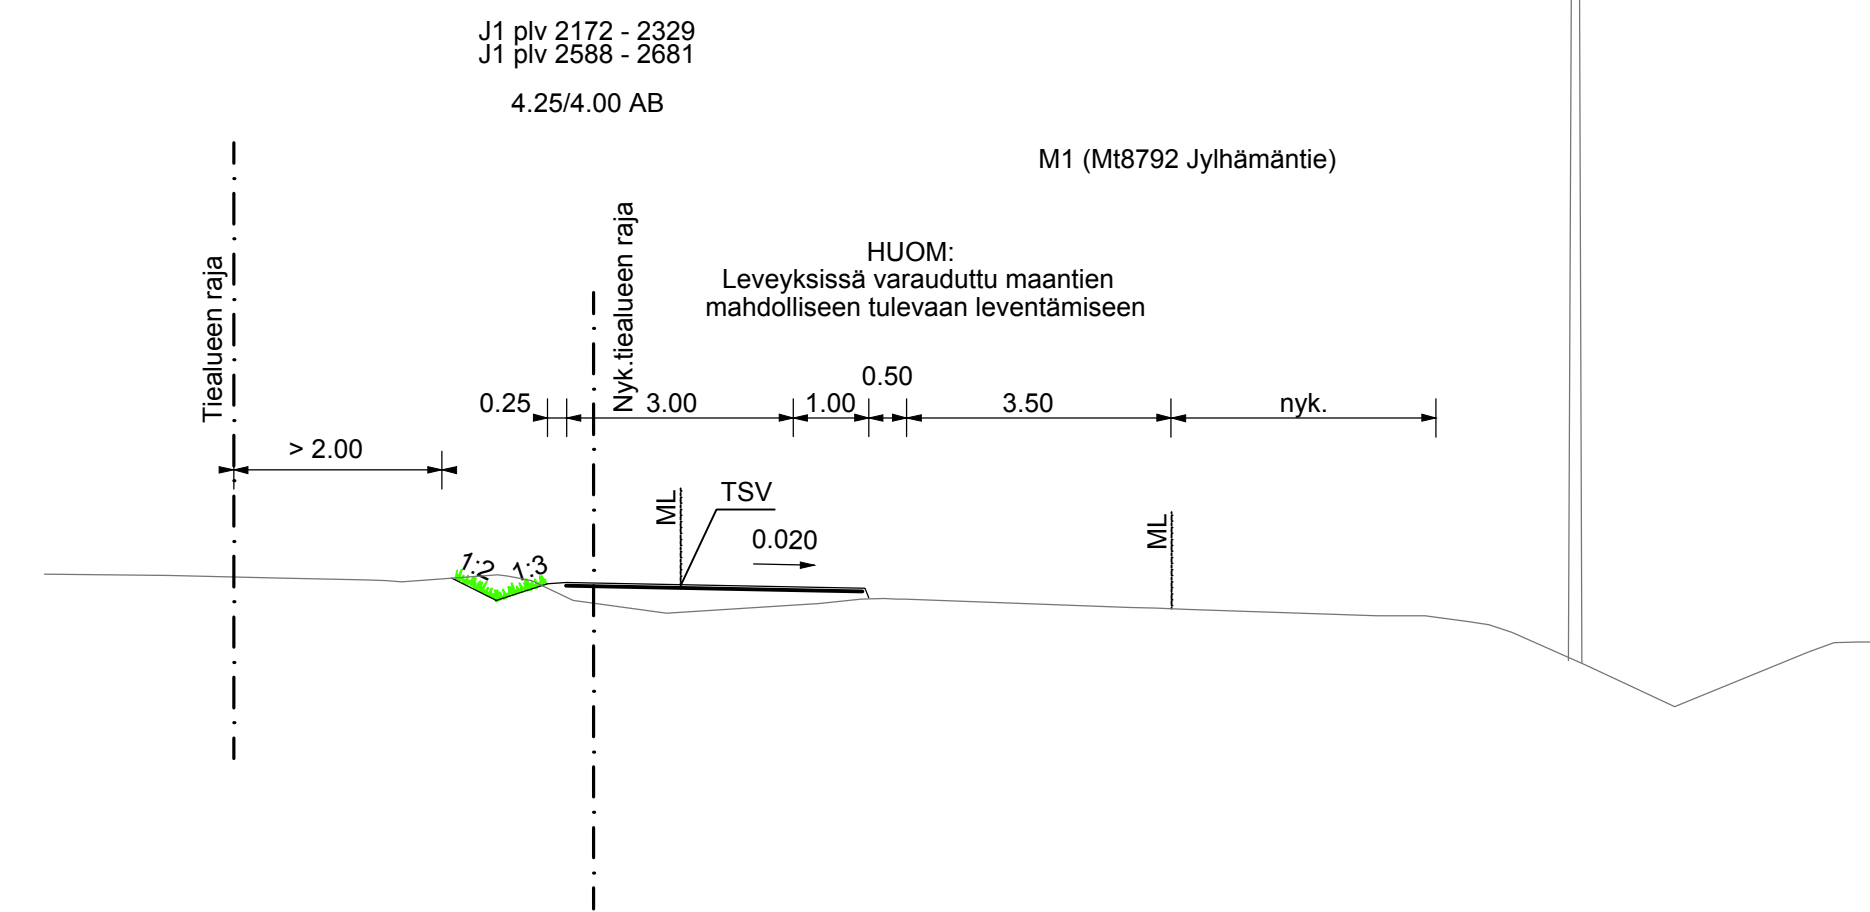 J1 plv 2172 - 2329
J1 plv 2588 - 2681
4.25/4.00 AB
M1 (Mt8792 Jylhämäntie)
Tiealueen raja
Nyk.tiealueen raja
HUOM:
Leveyksissä varauduttu maantien
mahdolliseen tulevaan leventämiseen
0.50
0.25
3.00
1.00
3.50
nyk.
> 2.00
ML
TSV
ML
0.020
1:2
1:3